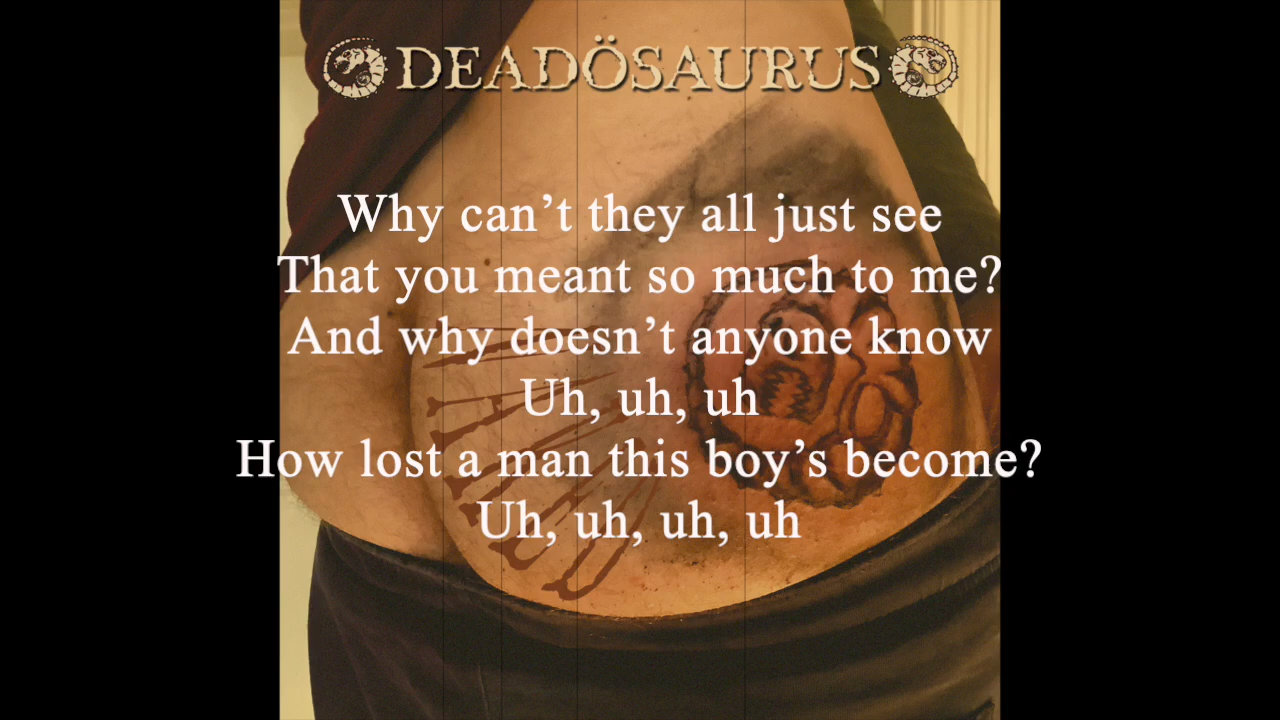 DEADÖSAURUS
Why can’t they all just see
That you meant so much to me?
And why doesn’t anyone know
Uh, uh, uh
How lost a man this boy’s become?
Uh, uh, uh, uh